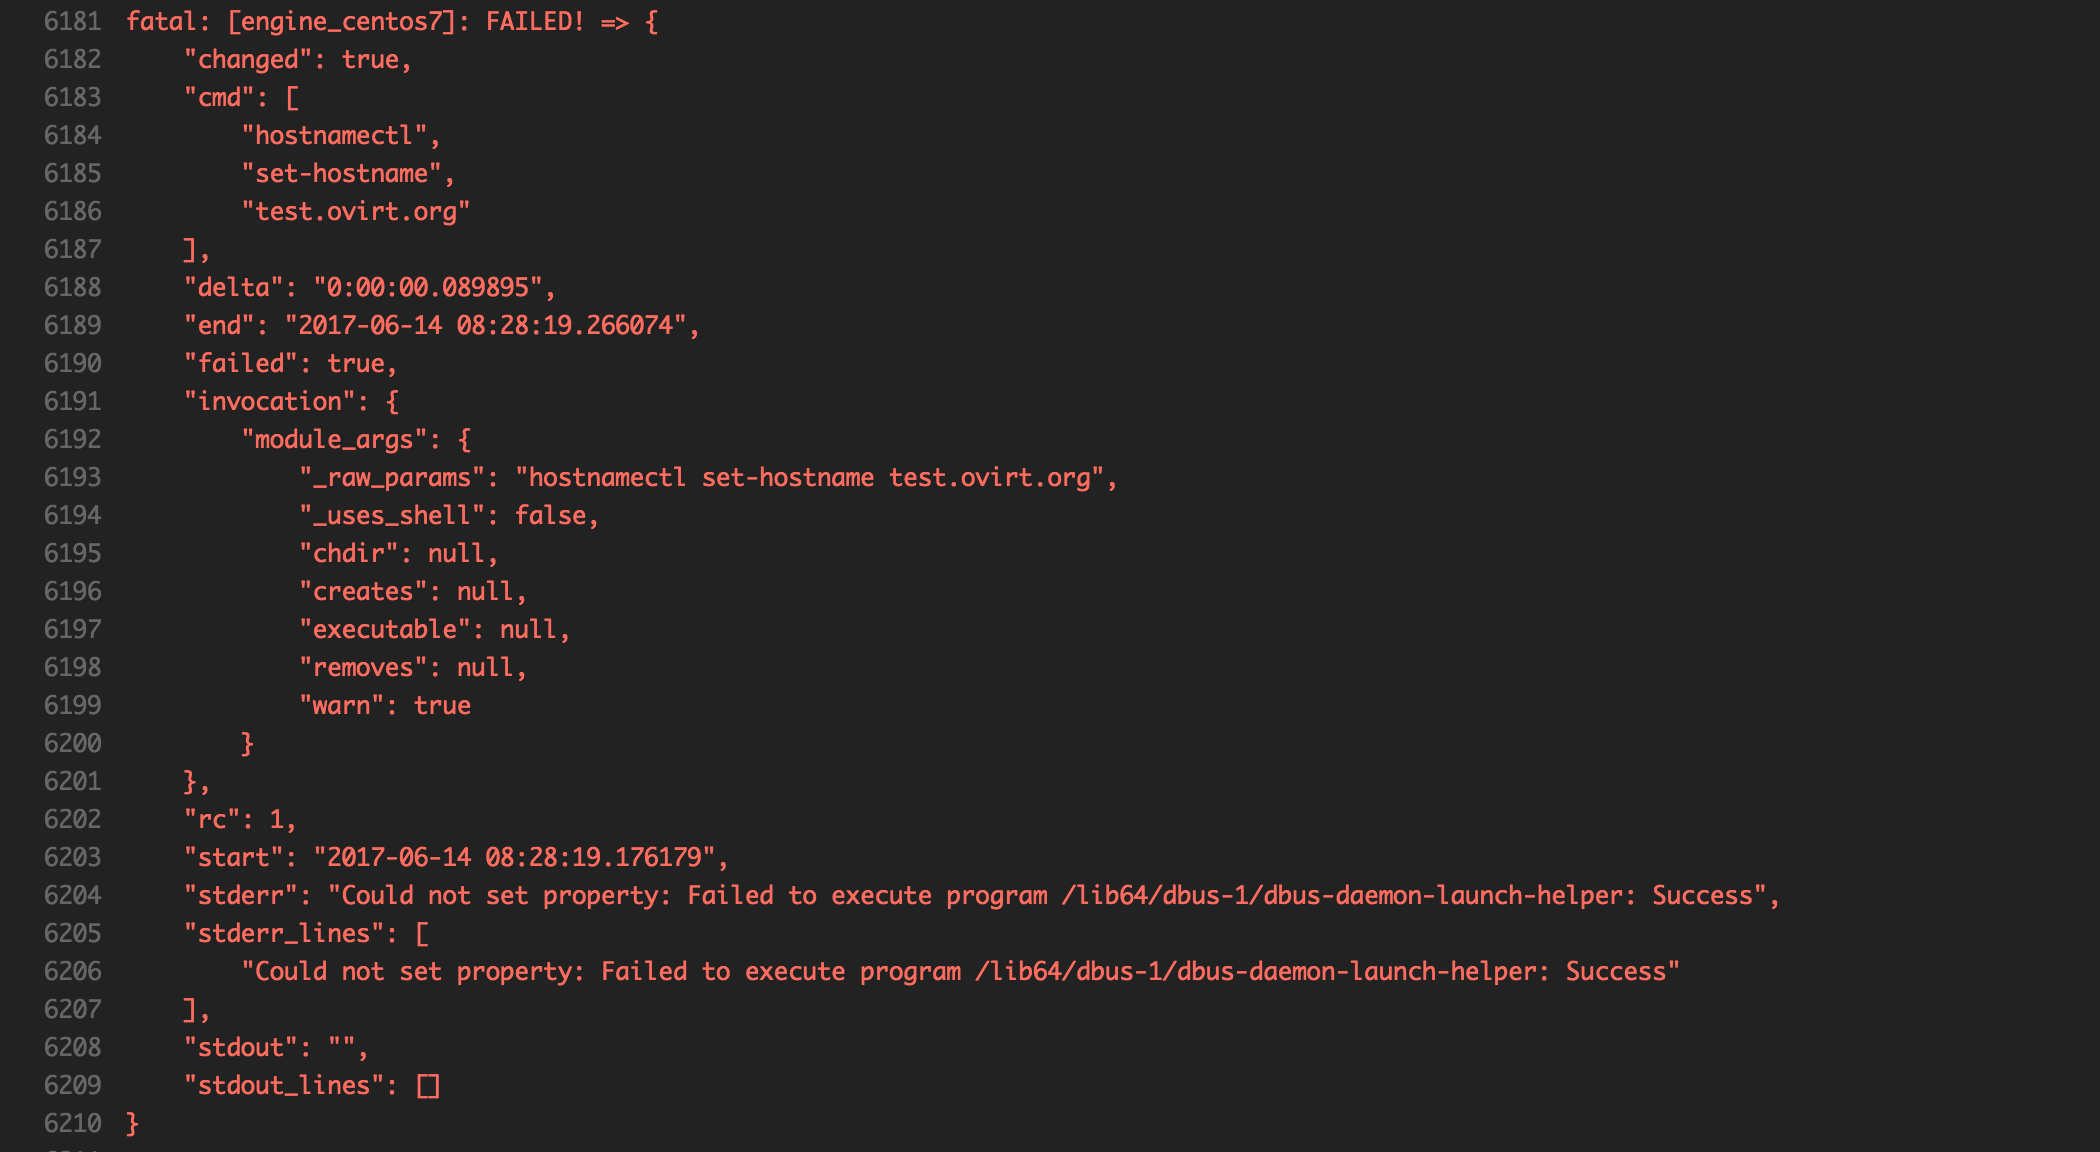 6181 fatal: [engine_centos7]: FAILED! => {
6182     "changed": true,
6183     "cmd": [
6184         "hostnamectl",
6185         "set-hostname",
6186         "test.ovirt.org"
6187     ],
6188     "delta": "0:00:00.089895",
6189     "end": "2017-06-14 08:28:19.266074",
6190     "failed": true,
6191     "invocation": {
6192         "module_args": {
6193             "_raw_params": "hostnamectl set-hostname test.ovirt.org",
6194             "_uses_shell": false,
6195             "chdir": null,
6196             "creates": null,
6197             "executable": null,
6198             "removes": null,
6199             "warn": true
6200         }
6201     },
6202     "rc": 1,
6203     "start": "2017-06-14 08:28:19.176179",
6204     "stderr": "Could not set property: Failed to execute program /lib64/dbus-1/dbus-daemon-launch-helper: Success",
6205     "stderr_lines": [
6206         "Could not set property: Failed to execute program /lib64/dbus-1/dbus-daemon-launch-helper: Success"
6207     ],
6208     "stdout": "",
6209     "stdout_lines": []
6210 }